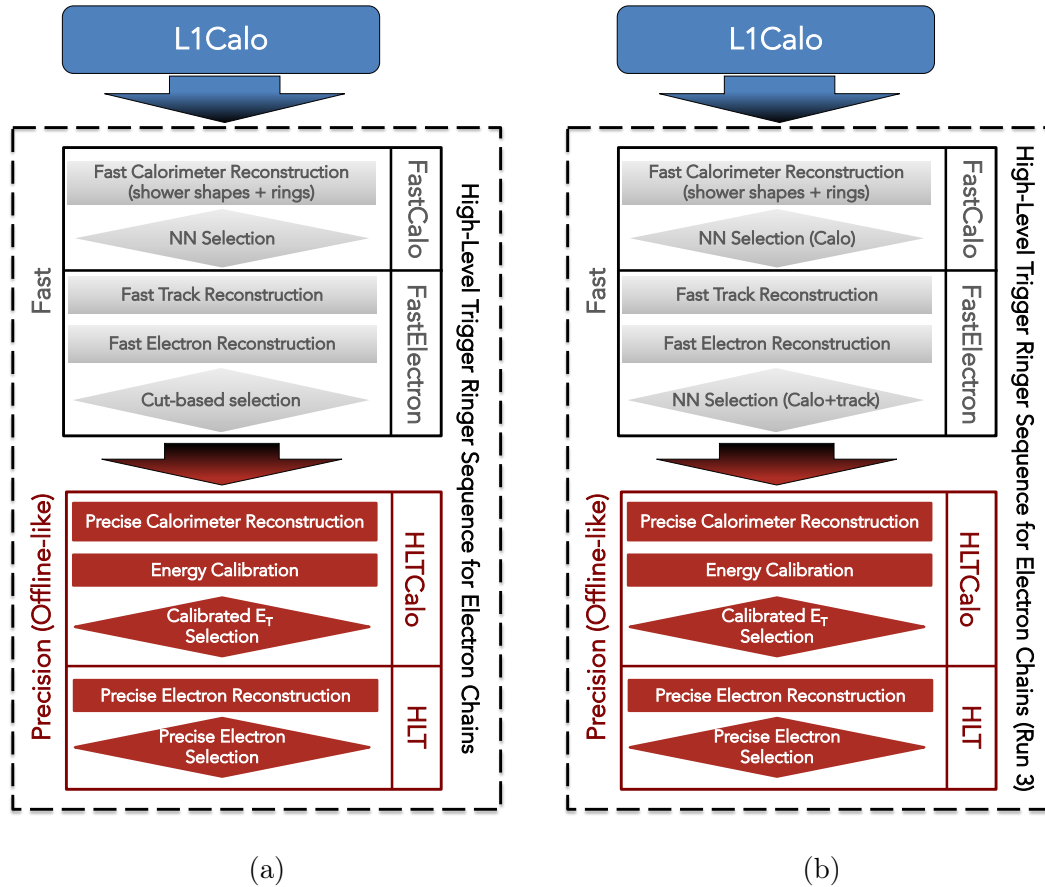 L1Calo
Fast
Fast Calorimeter Reconstruction
(shower shapes + rings)
NN Selection
FastCalo
Fast Track Reconstruction
Fast Electron Reconstruction
Cut-based selection
FastElectron
Precision (Offline-like)
Precise Calorimeter Reconstruction
Energy Calibration
Calibrated E_T
Selection
HLTCalo
Precise Electron Reconstruction
Precise Electron
Selection
HLT
High-Level Trigger Ringer Sequence for Electron Chains
(a)
L1Calo
Fast
Fast Calorimeter Reconstruction
(shower shapes + rings)
NN Selection (Calo)
FastCalo
Fast Track Reconstruction
Fast Electron Reconstruction
NN Selection (Calo+track)
FastElectron
Precision (Offline-like)
Precise Calorimeter Reconstruction
Energy Calibration
Calibrated E_T
Selection
HLTCalo
Precise Electron Reconstruction
Precise Electron
Selection
HLT
High-Level Trigger Ringer Sequence for Electron Chains (Run 3)
(b)